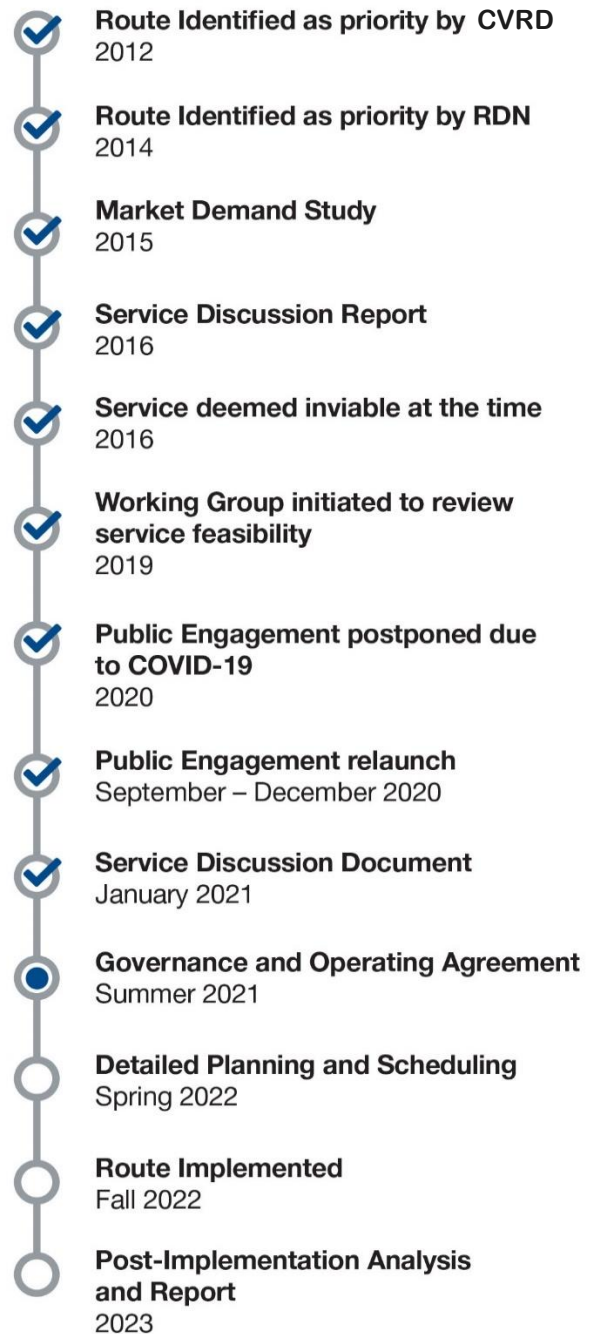 Route Identified as priority by CVRD
2012
Route Identified as priority by RDN
2014
Market Demand Study
2015
Service Discussion Report
2016
Service deemed inviable at the time
2016
Working Group initiated to review
service feasibility
2019
Public Engagement postponed due
to COVID-19
2020
Public Engagement relaunch
September – December 2020
Service Discussion Document
January 2021
Governance and Operating Agreement
Summer 2021
Detailed Planning and Scheduling
Spring 2022
Route Implemented
Fall 2022
Post-Implementation Analysis
and Report
2023